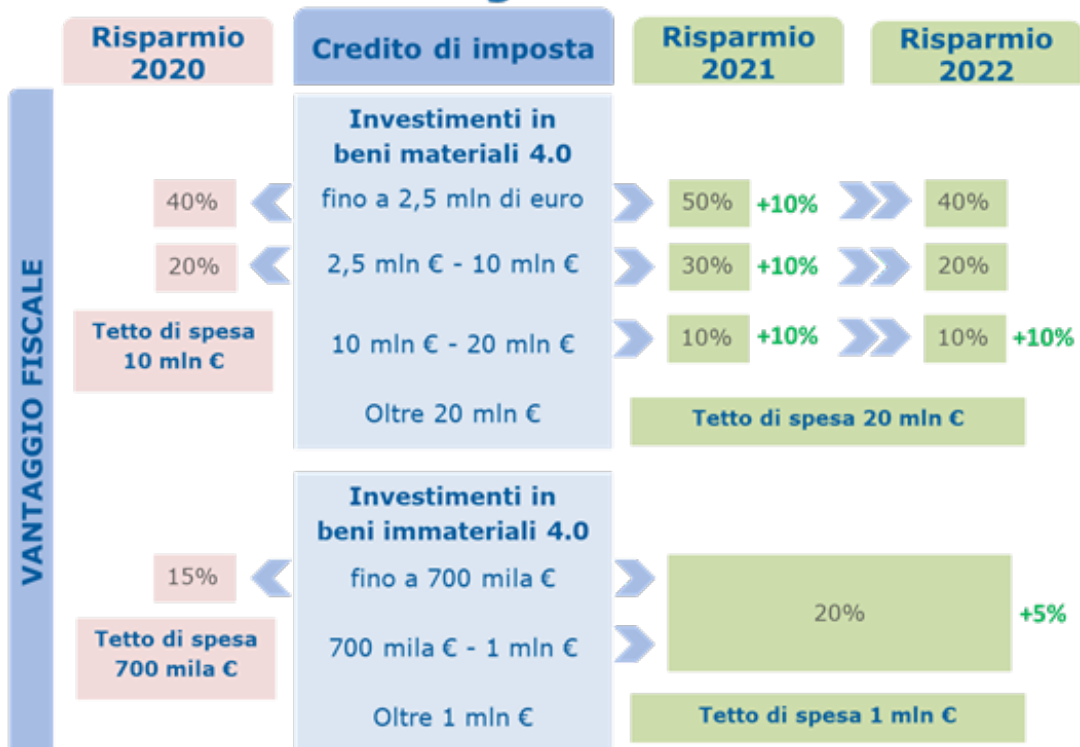 Risparmio
2020
Credito di imposta
Risparmio
2021
Risparmio
2022
VANTAGGIO FISCALE
Investimenti in
beni materiali 4.0
40%
fino a 2,5 mln di euro
50% +10%
40%
20%
2,5 mln € - 10 mln €
30% +10%
20%
Tetto di spesa
10 mln €
10 mln € - 20 mln €
10% +10%
10% +10%
Oltre 20 mln €
Tetto di spesa 20 mln €
Investimenti in
beni immateriali 4.0
15%
fino a 700 mila €
20% +5%
Tetto di spesa
700 mila €
700 mila € - 1 mln €
Oltre 1 mln €
Tetto di spesa 1 mln €